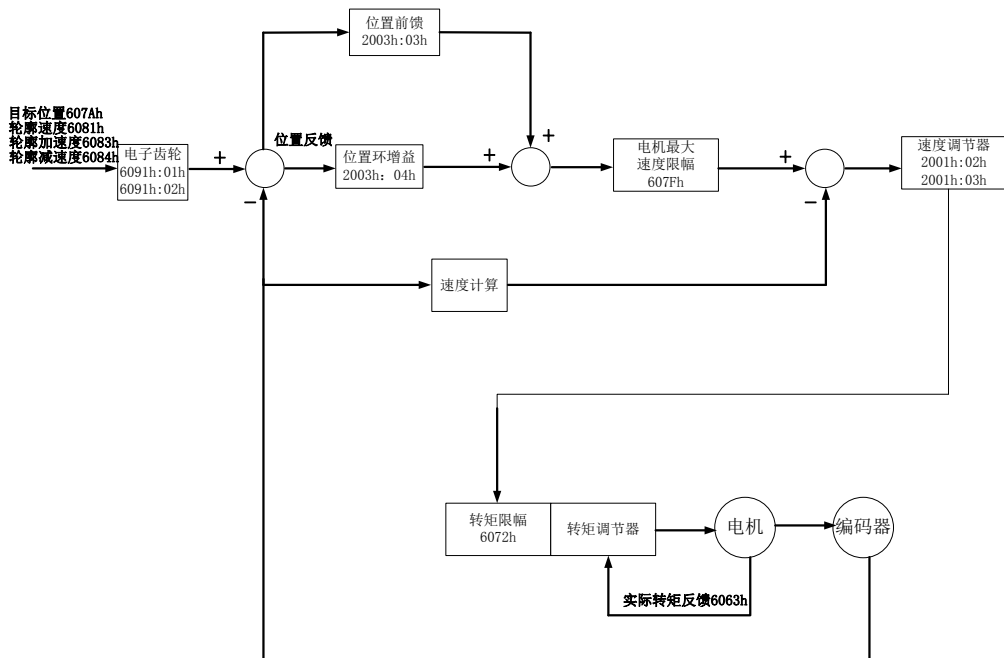 位置前馈
2003h:03h
目标位置607Ah
轮廓速度6081h
轮廓加速度6083h
轮廓减速度6084h
电子齿轮
6091h:01h
6091h:02h
+
−
位置反馈
位置环增益
2003h: 04h
+
+
电机最大
速度限幅
607Fh
+
−
速度调节器
2001h:02h
2001h:03h
速度计算
转矩限幅
6072h
转矩调节器
电机
编码器
实际转矩反馈6063h